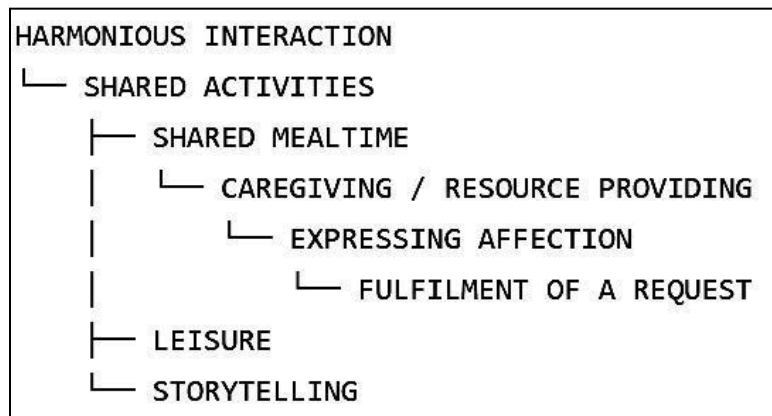 HARMONIOUS INTERACTION
└── SHARED ACTIVITIES
    ├── SHARED MEALTIME
    │   └── CAREGIVING / RESOURCE PROVIDING
    │       └── EXPRESSING AFFECTION
    │           └── FULFILMENT OF A REQUEST
    ├── LEISURE
    └── STORYTELLING